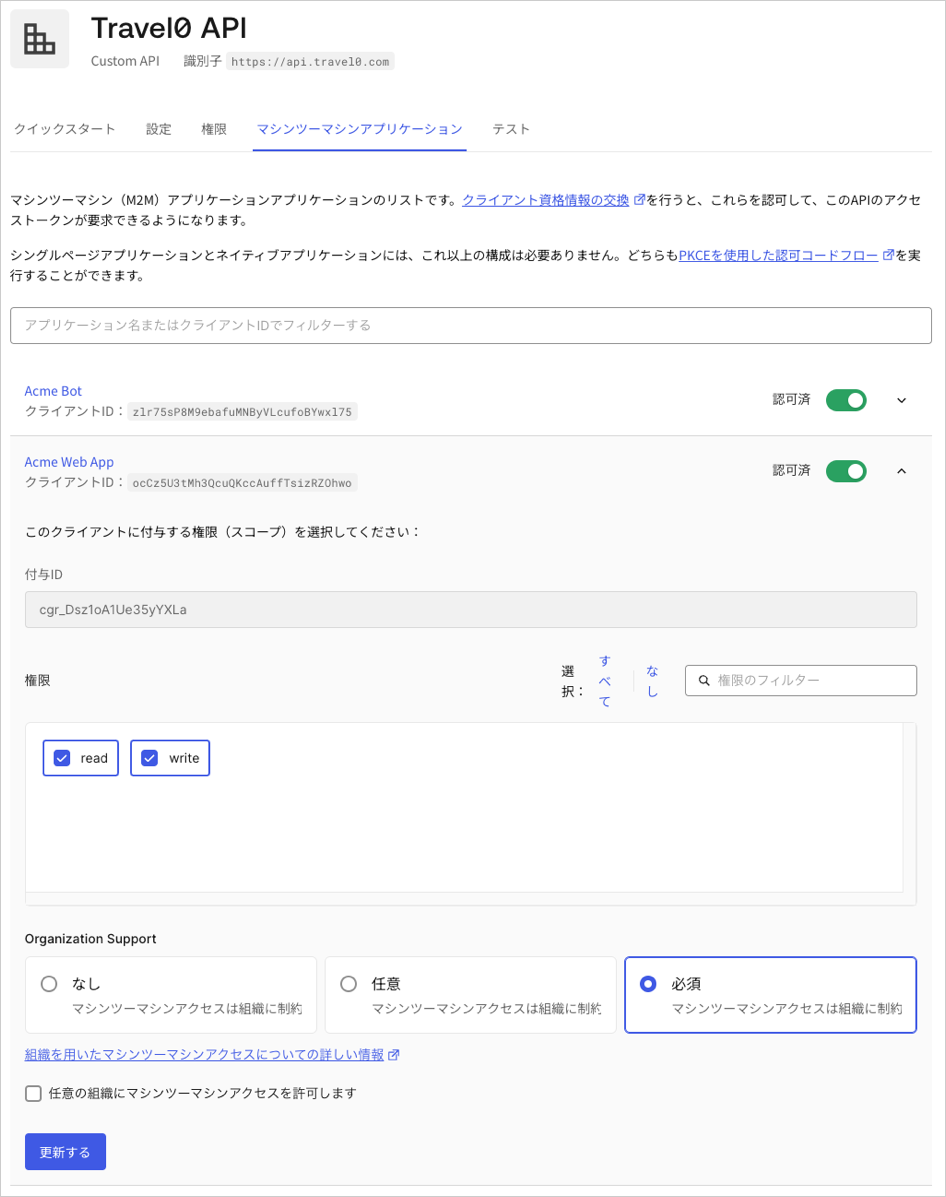 Travel0 API
Custom API 識別子 https://api.travel0.com
クイックスタート 設定 権限 マシンツーマシンアプリケーション テスト
マシンツーマシン（M2M）アプリケーションアプリケーションのリストです。クライアント資格情報の交換を行うと、これらを認可して、このAPIのアクセ
ストークンが要求できるようになります。
シングルページアプリケーションとネイティブアプリケーションには、これ以上の構成は必要ありません。どちらもPKCEを使用した認可コードフローを実
行することができます。
アプリケーション名またはクライアントIDでフィルターする
Acme Bot
クライアントID： zlr75sP8M9ebafuMNByVLcufoBYwxl75
認可済
Acme Web App
クライアントID： ocCz5U3tMh3QcuQKccAuffTsizRZOhwo
認可済
このクライアントに付与する権限（スコープ）を選択してください：
付与ID
cgr_Dsz1oA1Ue35yYXLa
権限
選
択：
す
べ
て
な
し
権限のフィルター
read write
Organization Support
なし
マシンツーマシンアクセスは組織に制約
任意
マシンツーマシンアクセスは組織に制約
必須
マシンツーマシンアクセスは組織に制約
組織を用いたマシンツーマシンアクセスについての詳しい情報
任意の組織にマシンツーマシンアクセスを許可します
更新する